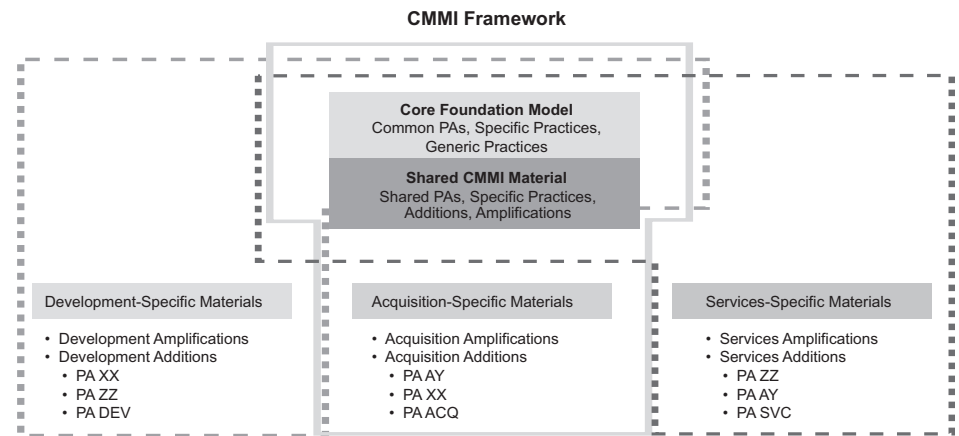 CMMI Framework
Core Foundation Model
Common PAs, Specific Practices,
Generic Practices
Shared CMMI Material
Shared PAs, Specific Practices,
Additions, Amplifications
Development-Specific Materials
• Development Amplifications
• Development Additions
• PA XX
• PA ZZ
• PA DEV
Acquisition-Specific Materials
• Acquisition Amplifications
• Acquisition Additions
• PA AY
• PA XX
• PA ACQ
Services-Specific Materials
• Services Amplifications
• Services Additions
• PA ZZ
• PA AY
• PA SVC